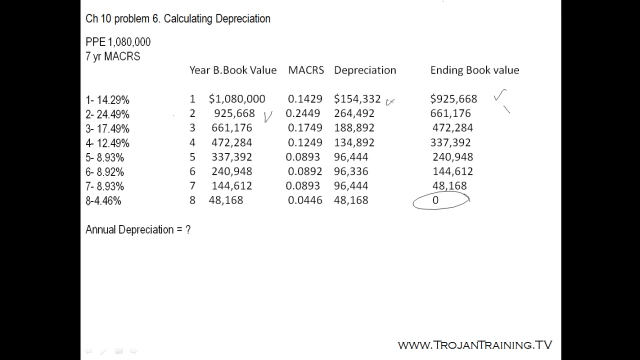 Ch 10 problem 6. Calculating Depreciation
PPE 1,080,000
7 yr MACRS
Year B.Book Value MACRS Depreciation Ending Book value
1- 14.29% 1 $1,080,000 0.1429 $154,332 $925,668
2- 24.49% 2 925,668 0.2449 264,492 661,176
3- 17.49% 3 661,176 0.1749 188,892 472,284
4- 12.49% 4 472,284 0.1249 134,892 337,392
5- 8.93% 5 337,392 0.0893 96,444 240,948
6- 8.92% 6 240,948 0.0892 96,336 144,612
7- 8.93% 7 144,612 0.0893 96,444 48,168
8-4.46% 8 48,168 0.0446 48,168 0
Annual Depreciation = ?
www.TrojanTraining.TV